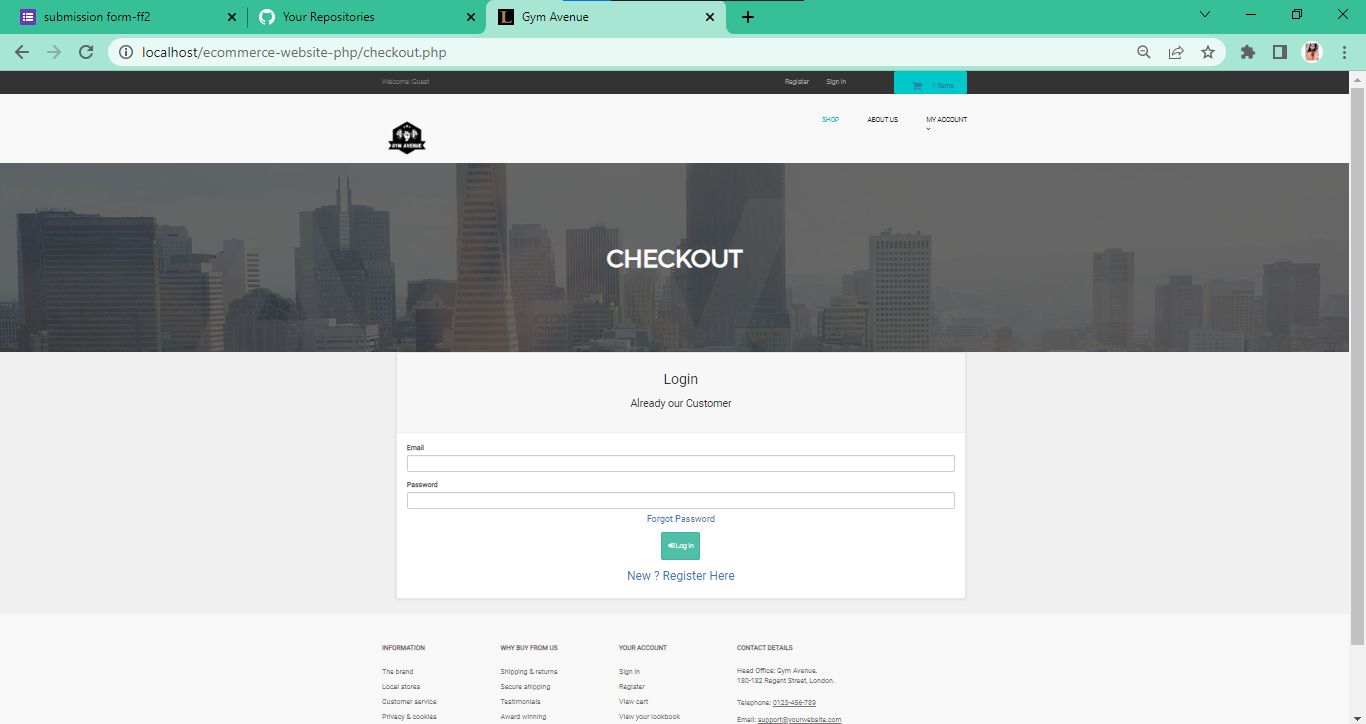 submission form-ff2
Your Repositories
Gym Avenue
localhost/ecommerce-website-php/checkout.php
Welcome :Guest
Register
Sign In
1 items
GYM AVENUE
SHOP
ABOUT US
MY ACCOUNT
CHECKOUT
Login
Already our Customer
Email
Password
Forgot Password
Log in
New ? Register Here
INFORMATION
The brand
Local stores
Customer service
Privacy & cookies
WHY BUY FROM US
Shipping & returns
Secure shipping
Testimonials
Award winning
YOUR ACCOUNT
Sign in
Register
View cart
View your lookbook
CONTACT DETAILS
Head Office: Gym Avenue.
180-182 Regent Street, London.
Telephone: 0123-456-789
Email: support@yourwebsite.com